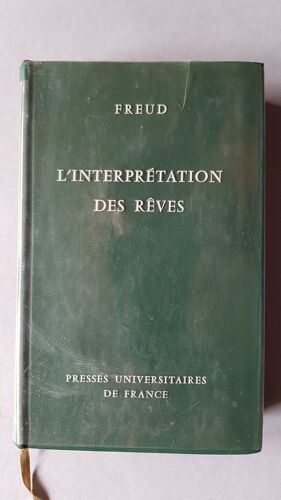 FREUD
L'INTERPRÉTATION
DES RÊVES
PRESSES UNIVERSITAIRES
DE FRANCE